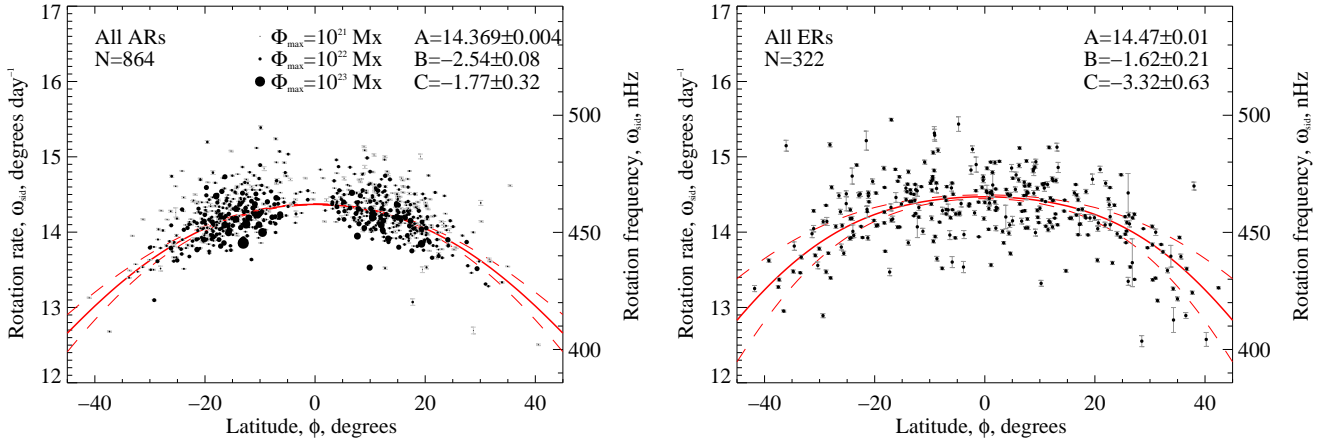 All ARs
N=864
Φmax=10²¹ Mx
Φmax=10²² Mx
Φmax=10²³ Mx
A=14.369±0.004
B=−2.54±0.08
C=−1.77±0.32
Rotation rate, ωsid, degrees day⁻¹
17
16
15
14
13
12
−40
−20
0
20
40
Latitude, ϕ, degrees
500
450
400
Rotation frequency, ωsid, nHz
All ERs
N=322
A=14.47±0.01
B=−1.62±0.21
C=−3.32±0.63
Rotation rate, ωsid, degrees day⁻¹
17
16
15
14
13
12
−40
−20
0
20
40
Latitude, ϕ, degrees
500
450
400
Rotation frequency, ωsid, nHz